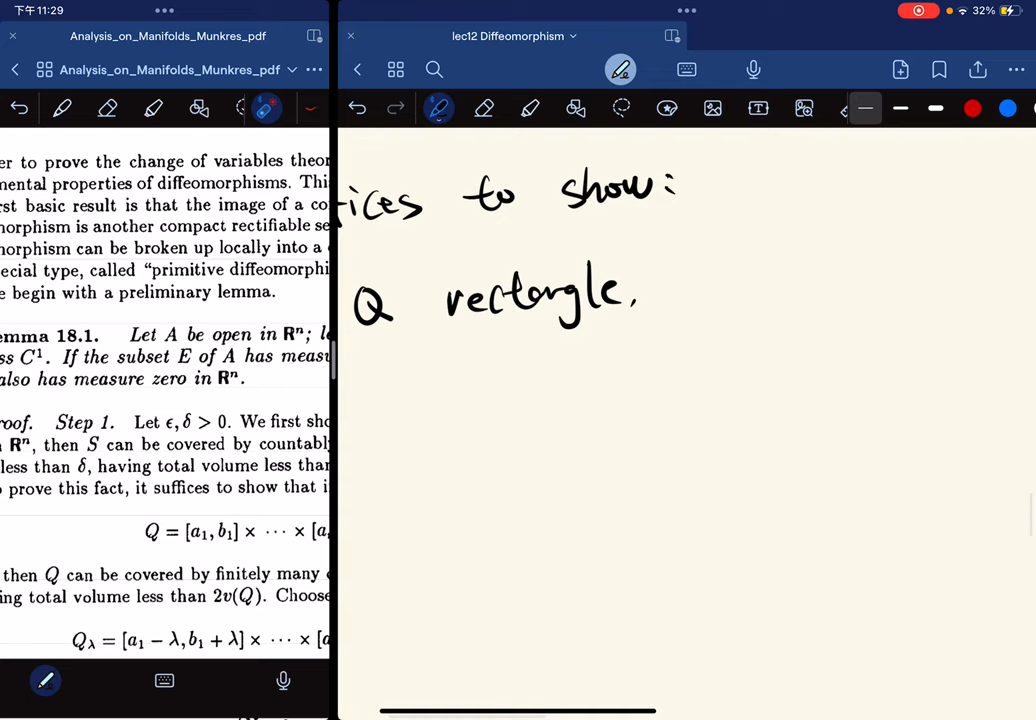 下午11:29
32%
Analysis_on_Manifolds_Munkres_pdf
lec12 Diffeomorphism
Analysis_on_Manifolds_Munkres_pdf
er to prove the change of variables theor
mental properties of diffeomorphisms. Thi
rst basic result is that the image of a co
morphism is another compact rectifiable se
morphism can be broken up locally into a
ecial type, called "primitive diffeomorphi
e begin with a preliminary lemma.
emma 18.1. Let A be open in Rⁿ; l
ss C¹. If the subset E of A has measu
also has measure zero in Rⁿ.
roof. Step 1. Let ϵ, δ > 0. We first sho
Rⁿ, then S can be covered by countabl
less than δ, having total volume less than
o prove this fact, it suffices to show that i
Q = [a₁, b₁] × ··· × [a
then Q can be covered by finitely many
ing total volume less than 2v(Q). Choose
Q_λ = [a₁ − λ, b₁ + λ] × ··· × [a
ices to show:
Q rectangle.